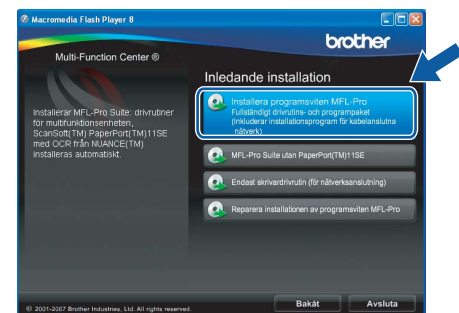 Macromedia Flash Player 8
brother
Multi-Function Center ®
Inledande installation
Installera programsviten MFL-Pro
Fullständigt drivrutins- och programpaket
(inkluderar installationsprogram för kabelanslutna
nätverk)
Installerar MFL-Pro Suite: drivrutiner
för multifunktionsenheten,
ScanSoft(TM) PaperPort(TM)11SE
med OCR från NUANCE(TM)
installeras automatiskt.
MFL-Pro Suite utan PaperPort(TM)11SE
Endast skrivardrivrutin (för nätverksanslutning)
Reparera installationen av programsviten MFL-Pro
© 2001-2007 Brother Industries, Ltd. All rights reserved.
Bakåt
Avsluta